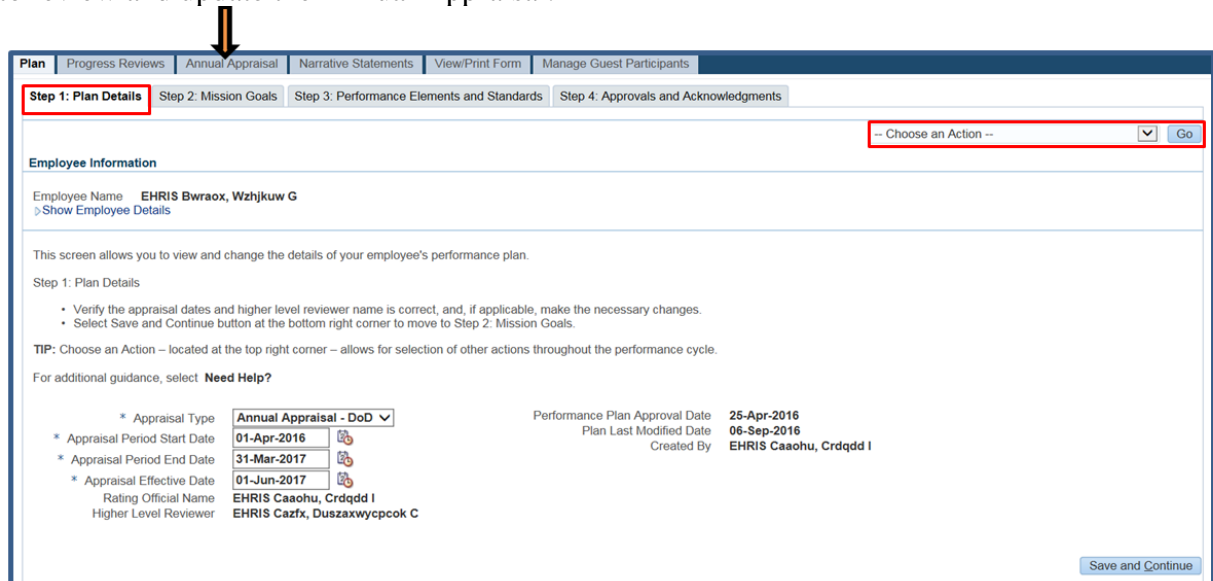 Plan Progress Reviews Annual Appraisal Narrative Statements View/Print Form Manage Guest Participants
Step 1: Plan Details Step 2: Mission Goals Step 3: Performance Elements and Standards Step 4: Approvals and Acknowledgments
-- Choose an Action -- Go
Employee Information
Employee Name EHRIS Bwraox, Wzhjkuw G
Show Employee Details
This screen allows you to view and change the details of your employee's performance plan.
Step 1: Plan Details
• Verify the appraisal dates and higher level reviewer name is correct, and, if applicable, make the necessary changes.
• Select Save and Continue button at the bottom right corner to move to Step 2: Mission Goals.
TIP: Choose an Action – located at the top right corner – allows for selection of other actions throughout the performance cycle.
For additional guidance, select Need Help?
* Appraisal Type Annual Appraisal - DoD Performance Plan Approval Date 25-Apr-2016
* Appraisal Period Start Date 01-Apr-2016 Plan Last Modified Date 06-Sep-2016
* Appraisal Period End Date 31-Mar-2017 Created By EHRIS Caaohu, Crdqdd I
* Appraisal Effective Date 01-Jun-2017
Rating Official Name EHRIS Caaohu, Crdqdd I
Higher Level Reviewer EHRIS Cazfx, Duszaxwycpcok C
Save and Continue